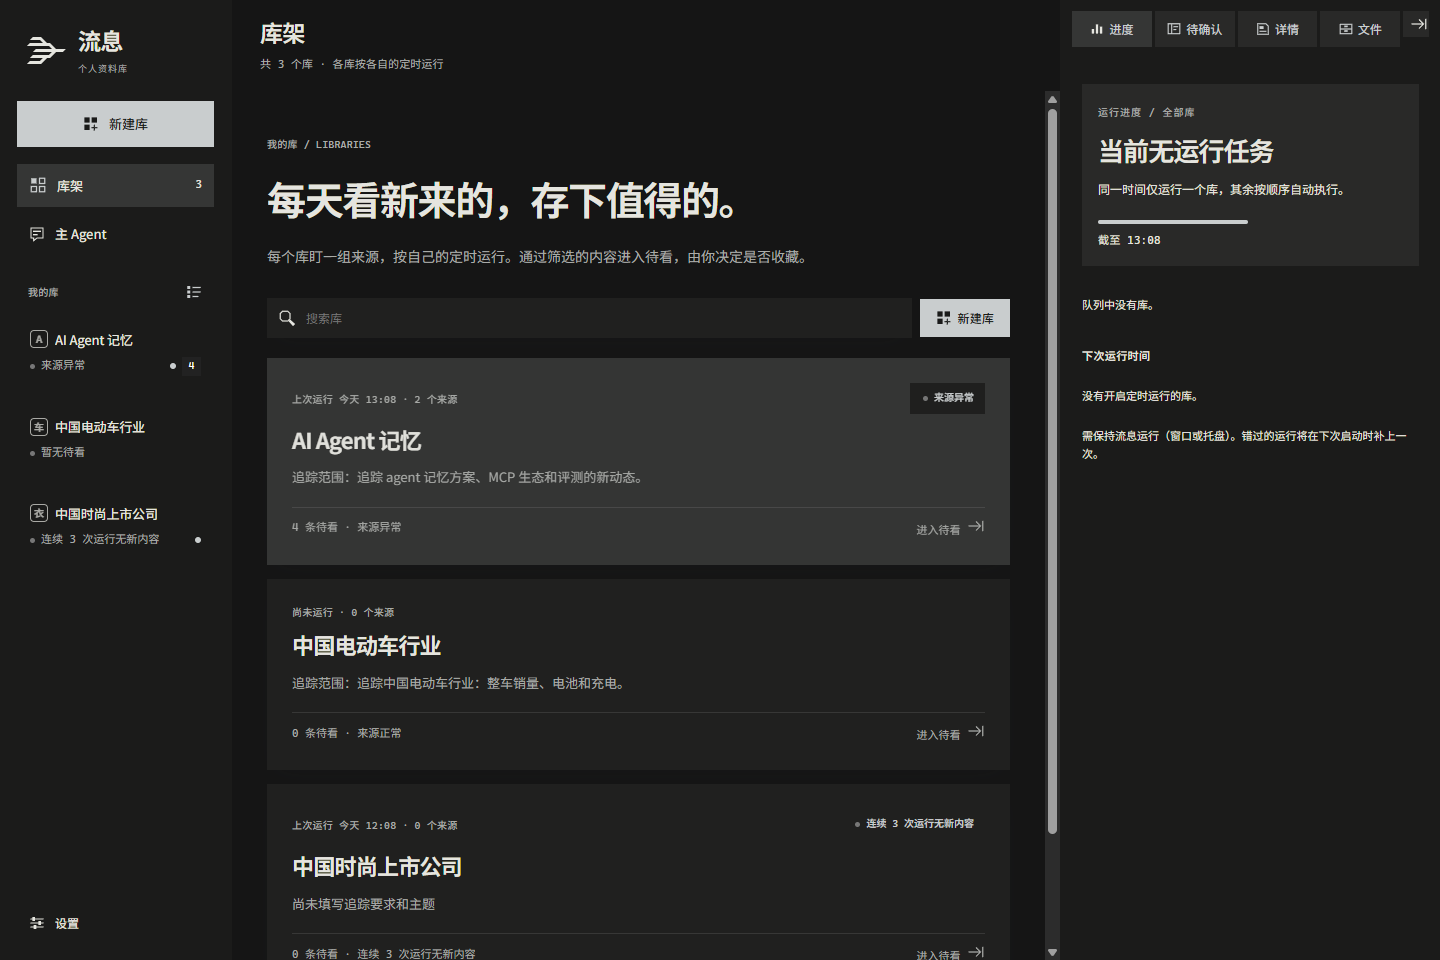 流息
个人资料库
新建库
库架 3
主 Agent
我的库
A AI Agent 记忆
来源异常 4
车 中国电动车行业
暂无待看
衣 中国时尚上市公司
连续 3 次运行无新内容
设置
库架
共 3 个库 · 各库按各自的定时运行
我的库 / LIBRARIES
每天看新来的，存下值得的。
每个库盯一组来源，按自己的定时运行。通过筛选的内容进入待看，由你决定是否收藏。
搜索库
新建库
上次运行 今天 13:08 · 2 个来源
来源异常
AI Agent 记忆
追踪范围：追踪 agent 记忆方案、MCP 生态和评测的新动态。
4 条待看 · 来源异常
进入待看
尚未运行 · 0 个来源
中国电动车行业
追踪范围：追踪中国电动车行业：整车销量、电池和充电。
0 条待看 · 来源正常
进入待看
上次运行 今天 12:08 · 0 个来源
连续 3 次运行无新内容
中国时尚上市公司
尚未填写追踪要求和主题
0 条待看 · 连续 3 次运行无新内容
进入待看
进度
待确认
详情
文件
运行进度 / 全部库
当前无运行任务
同一时间仅运行一个库，其余按顺序自动执行。
截至 13:08
队列中没有库。
下次运行时间
没有开启定时运行的库。
需保持流息运行（窗口或托盘）。错过的运行将在下次启动时补上一
次。